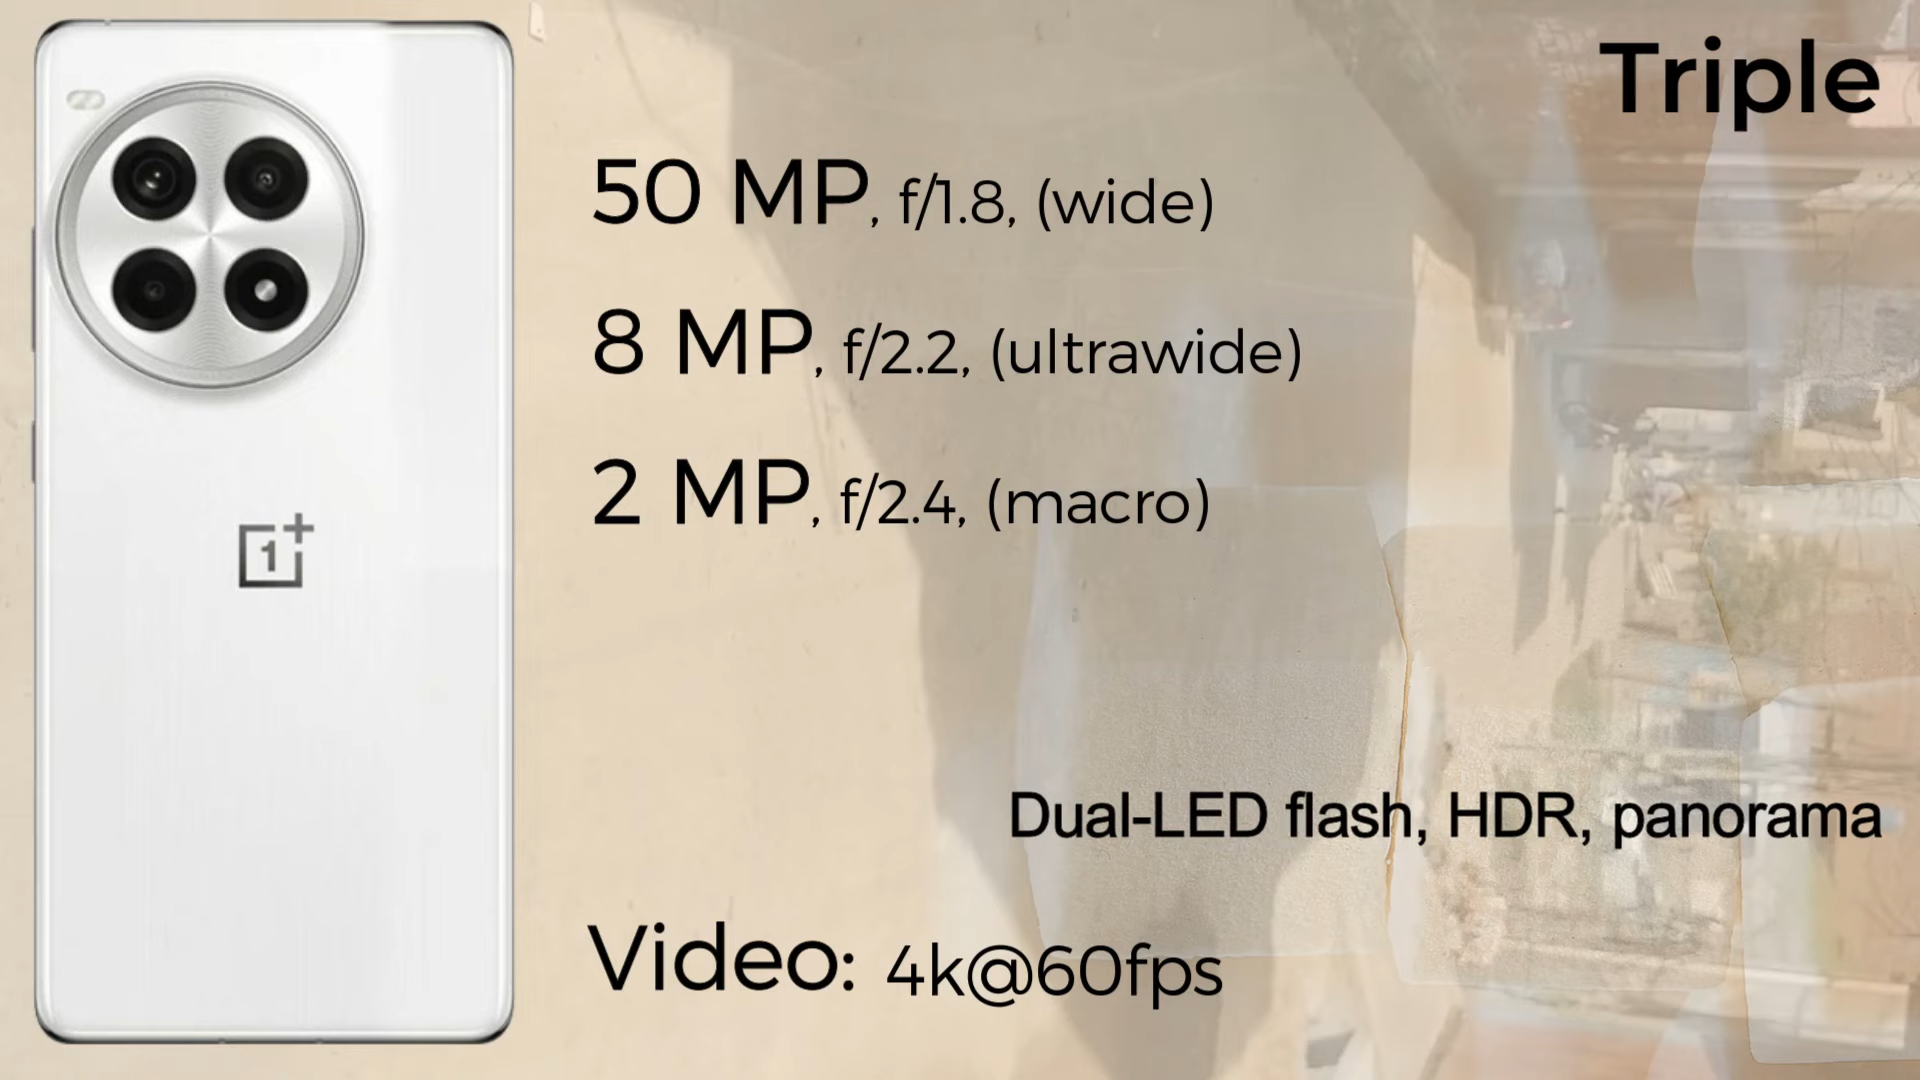 Triple
50 MP, f/1.8, (wide)
8 MP, f/2.2, (ultrawide)
2 MP, f/2.4, (macro)
1+
Dual-LED flash, HDR, panorama
Video: 4k@60fps